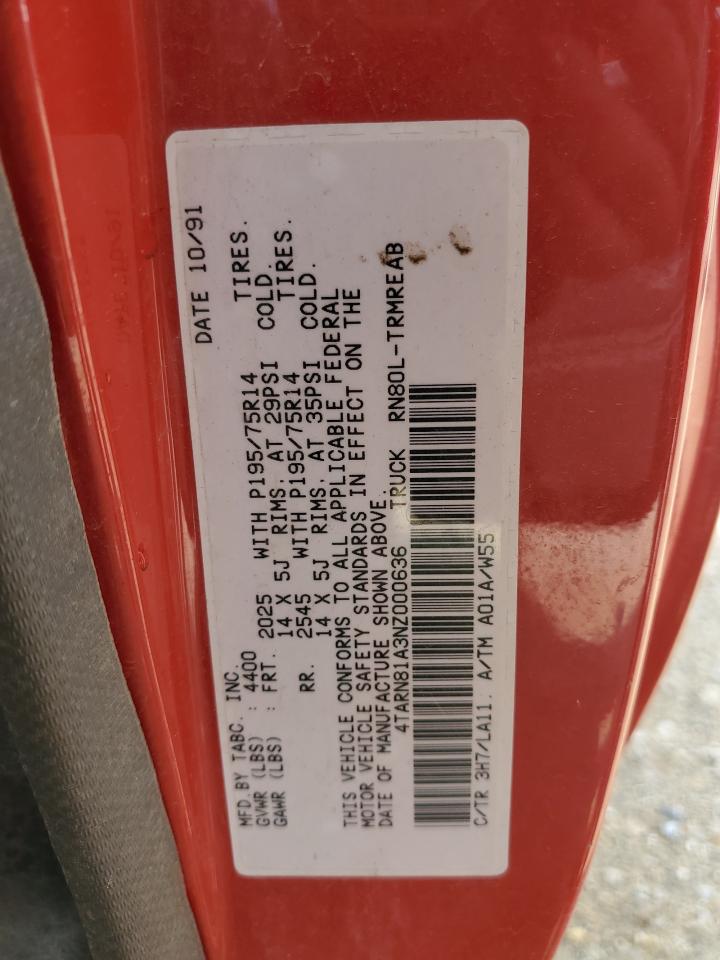 MFD.BY TABC. INC. DATE 10/91
GVWR (LBS) : 4400
GAWR (LBS) : FRT. 2025 WITH P195/75R14 TIRES.
14 X 5J RIMS. AT 29PSI COLD.
RR. 2545 WITH P195/75R14 TIRES.
14 X 5J RIMS. AT 35PSI COLD.
THIS VEHICLE CONFORMS TO ALL APPLICABLE FEDERAL
MOTOR VEHICLE SAFETY STANDARDS IN EFFECT ON THE
DATE OF MANUFACTURE SHOWN ABOVE.
4TARN81A3NZ000636 TRUCK RN80L-TRMREAB
C/TR 3H7/LA11. A/TM A01A/W55